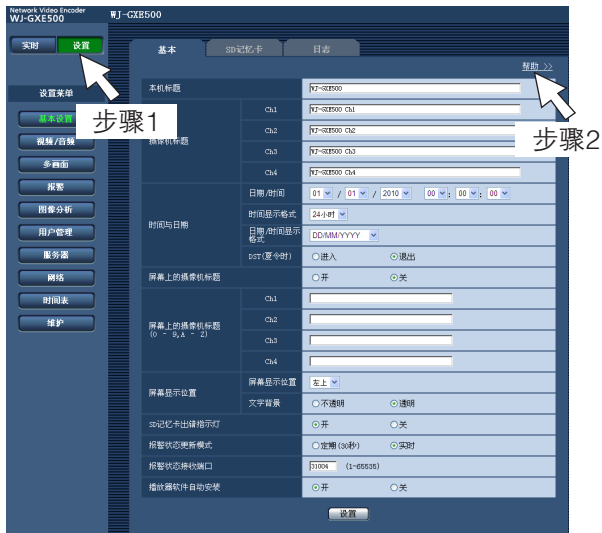 Network Video Encoder
WJ-GXE500
WJ-GXE500
实时 设置
基本 SD记忆卡 日志
帮助 >>
设置菜单
基本设置
视频/音频
多画面
报警
图像分析
用户管理
服务器
网络
时间表
维护
步骤1
步骤2
本机标题 WJ-GXE500
摄像机标题
Ch1 WJ-GXE500 Ch1
Ch2 WJ-GXE500 Ch2
Ch3 WJ-GXE500 Ch3
Ch4 WJ-GXE500 Ch4
时间与日期
日期/时间 01 / 01 / 2010 00 : 00 : 00
时间显示格式 24小时
日期/时间显示
格式 DD/MM/YYYY
DST(夏令时) 进入 退出
屏幕上的摄像机标题 开 关
屏幕上的摄像机标题
(0 - 9,A - Z)
Ch1
Ch2
Ch3
Ch4
屏幕显示位置
屏幕显示位置 左上
文字背景 不透明 透明
SD记忆卡出错指示灯 开 关
报警状态更新模式 定期(30秒) 实时
报警状态接收端口 31004 (1-65535)
播放器软件自动安装 开 关
设置